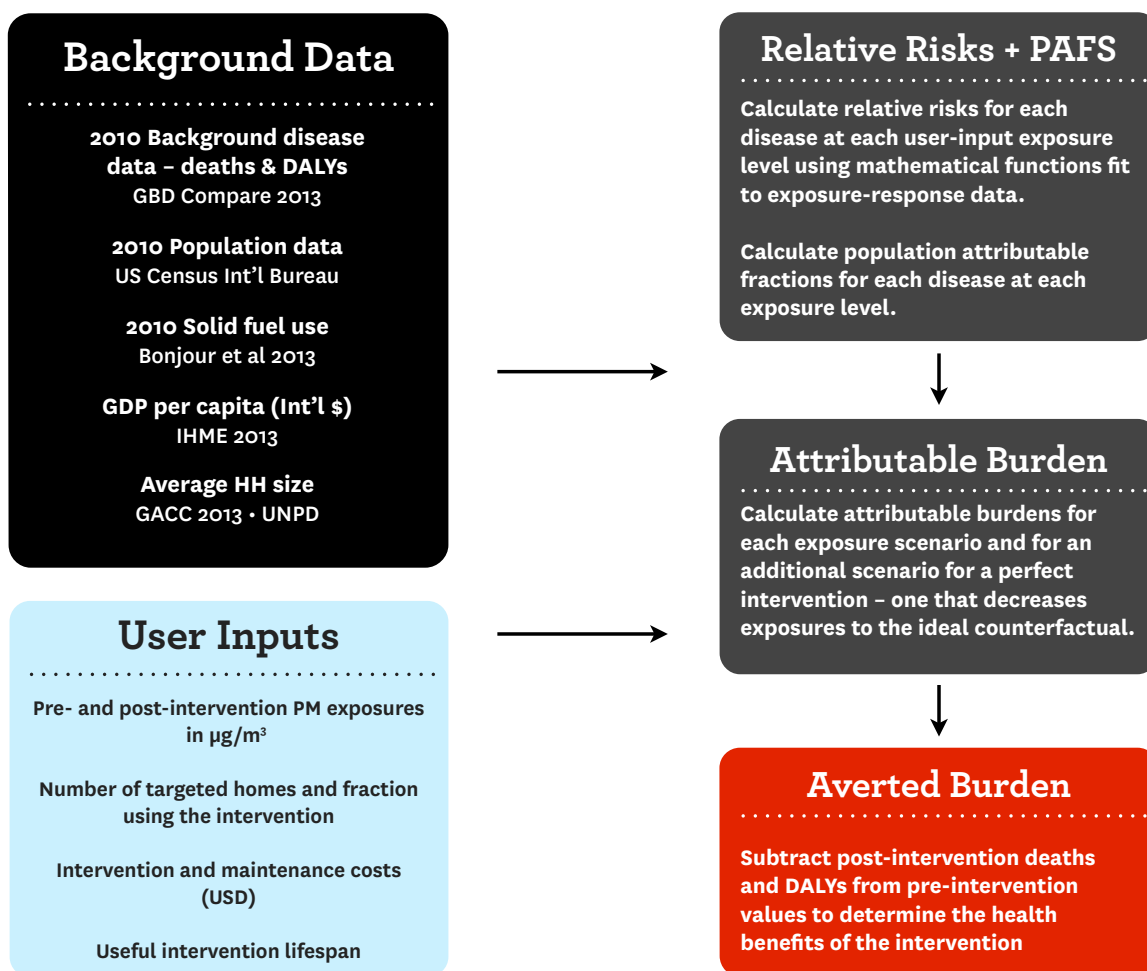 Background Data
2010 Background disease
data – deaths & DALYs
GBD Compare 2013
2010 Population data
US Census Int'l Bureau
2010 Solid fuel use
Bonjour et al 2013
GDP per capita (Int'l $)
IHME 2013
Average HH size
GACC 2013 • UNPD
User Inputs
Pre- and post-intervention PM exposures
in µg/m³
Number of targeted homes and fraction
using the intervention
Intervention and maintenance costs
(USD)
Useful intervention lifespan
Relative Risks + PAFS
Calculate relative risks for each
disease at each user-input exposure
level using mathematical functions fit
to exposure-response data.
Calculate population attributable
fractions for each disease at each
exposure level.
Attributable Burden
Calculate attributable burdens for
each exposure scenario and for an
additional scenario for a perfect
intervention – one that decreases
exposures to the ideal counterfactual.
Averted Burden
Subtract post-intervention deaths
and DALYs from pre-intervention
values to determine the health
benefits of the intervention